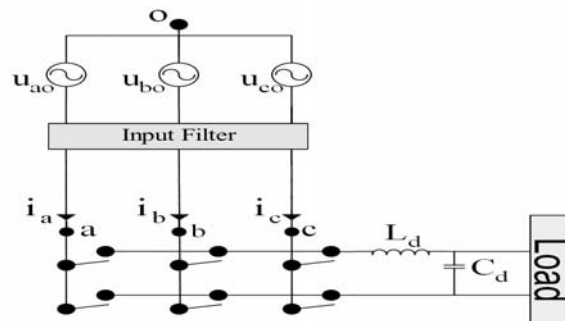 o
u_ao u_bo u_co
Input Filter
i_a i_b i_c
a b c
L_d
C_d
Load